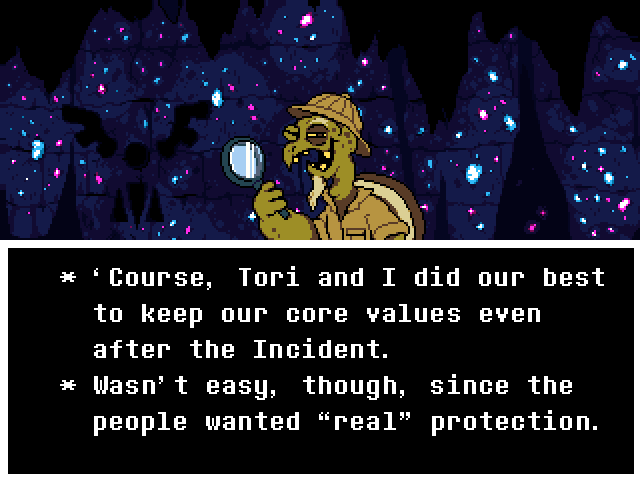 * ‘Course, Tori and I did our best
to keep our core values even
after the Incident.
* Wasn’t easy, though, since the
people wanted “real” protection.